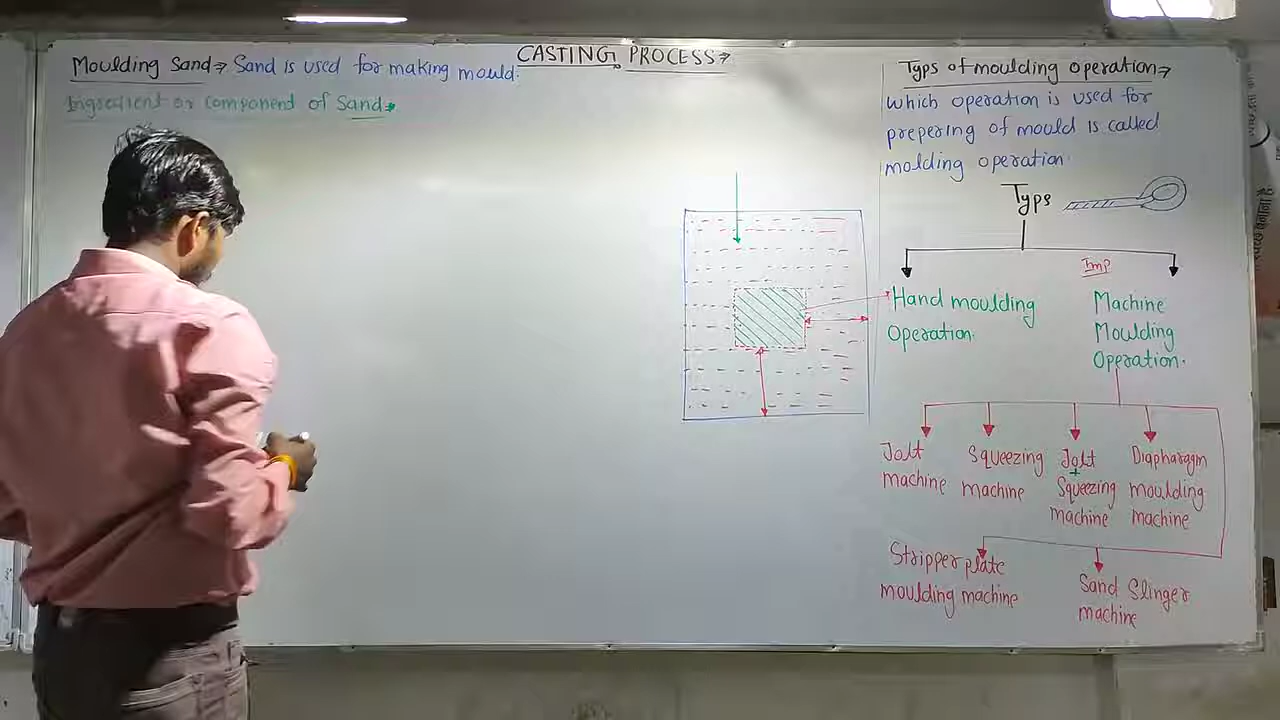 CASTING PROCESS
Moulding Sand → Sand is used for making mould.
Ingredient or component of Sand →
Typs of moulding operation →
which operation is used for
prepering of mould is called
molding operation.
Typs
Imp
Hand moulding
Operation.
Machine
Moulding
Operation.
Jolt
machine
Squeezing
machine
Jolt
+
Squeezing
machine
Diapharagm
moulding
machine
Stripper plate
moulding machine
Sand Slinger
machine